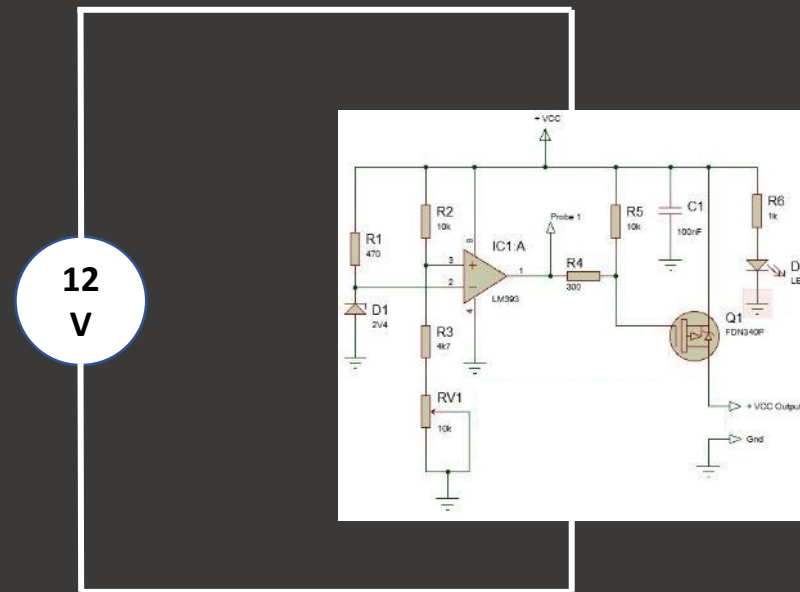 12
V
+ VCC
R1
470
R2
10k
R3
4k7
RV1
10k
D1
2V4
IC1:A
3
2
8
4
1
LM393
Probe 1
R4
300
R5
10k
C1
100nF
R6
1k
D
LE
Q1
FDN340P
+ VCC Output
Gnd